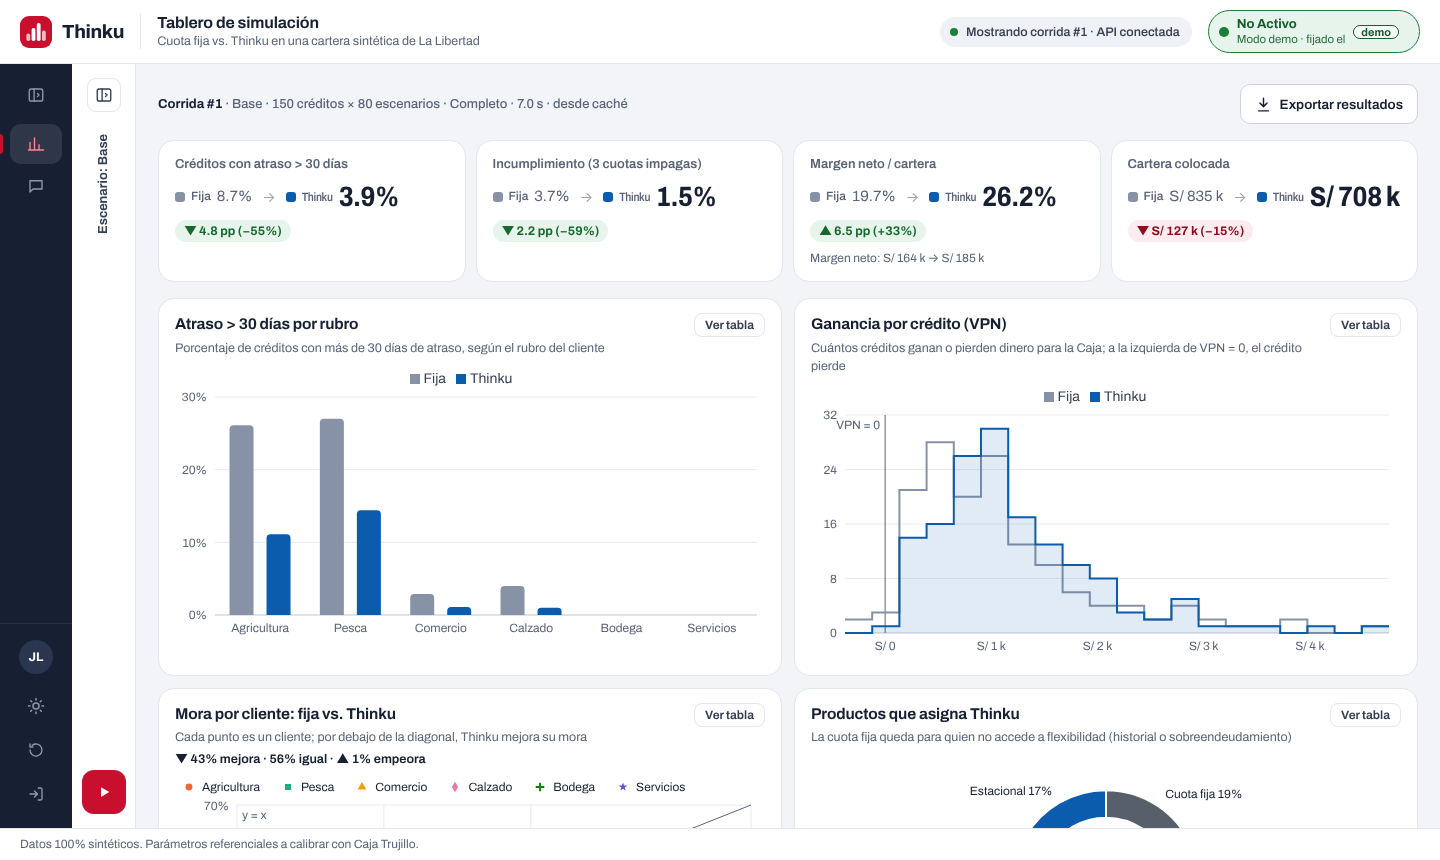 Thinku
Tablero de simulación
Cuota fija vs. Thinku en una cartera sintética de La Libertad
Mostrando corrida #1 · API conectada
No Activo
Modo demo · fijado el
demo
Escenario: Base
JL
Corrida #1 · Base · 150 créditos × 80 escenarios · Completo · 7.0 s · desde caché
Exportar resultados
Créditos con atraso > 30 días
Fija 8.7% → Thinku 3.9%
▼ 4.8 pp (−55%)
Incumplimiento (3 cuotas impagas)
Fija 3.7% → Thinku 1.5%
▼ 2.2 pp (−59%)
Margen neto / cartera
Fija 19.7% → Thinku 26.2%
▲ 6.5 pp (+33%)
Margen neto: S/ 164 k → S/ 185 k
Cartera colocada
Fija S/ 835 k → Thinku S/ 708 k
▼ S/ 127 k (−15%)
Atraso > 30 días por rubro
Ver tabla
Porcentaje de créditos con más de 30 días de atraso, según el rubro del cliente
Fija Thinku
30%
20%
10%
0%
Agricultura Pesca Comercio Calzado Bodega Servicios
Ganancia por crédito (VPN)
Ver tabla
Cuántos créditos ganan o pierden dinero para la Caja; a la izquierda de VPN = 0, el crédito
pierde
Fija Thinku
32
VPN = 0
24
16
8
0
S/ 0 S/ 1 k S/ 2 k S/ 3 k S/ 4 k
Mora por cliente: fija vs. Thinku
Ver tabla
Cada punto es un cliente; por debajo de la diagonal, Thinku mejora su mora
▼ 43% mejora · 56% igual · ▲ 1% empeora
Agricultura Pesca Comercio Calzado Bodega Servicios
70%
y = x
Productos que asigna Thinku
Ver tabla
La cuota fija queda para quien no accede a flexibilidad (historial o sobreendeudamiento)
Estacional 17%
Cuota fija 19%
Datos 100% sintéticos. Parámetros referenciales a calibrar con Caja Trujillo.